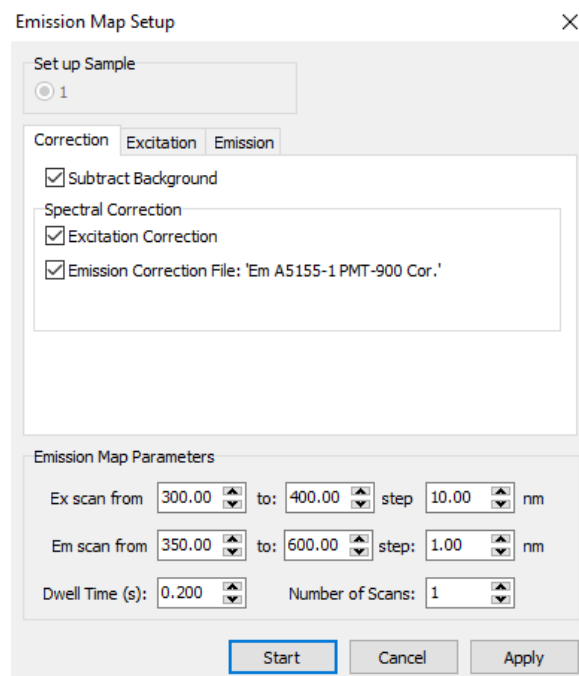 Emission Map Setup
Set up Sample
1
Correction Excitation Emission
Subtract Background
Spectral Correction
Excitation Correction
Emission Correction File: 'Em A5155-1 PMT-900 Cor.'
Emission Map Parameters
Ex scan from 300.00 to: 400.00 step 10.00 nm
Em scan from 350.00 to: 600.00 step: 1.00 nm
Dwell Time (s): 0.200 Number of Scans: 1
Start Cancel Apply